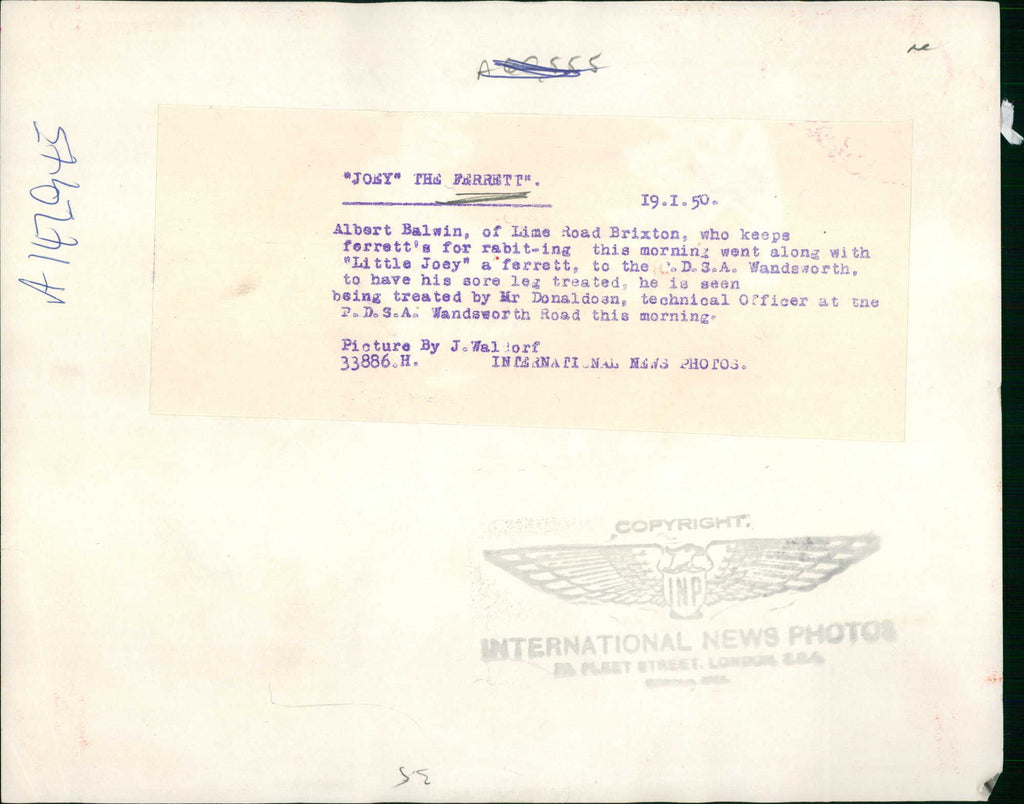 "JOEY" THE FERRETT".
19.1.50.
Albert Balwin, of Lime Road Brixton, who keeps
ferrett's for rabit-ing this morning went along with
"Little Joey" a ferrett, to the P.D.S.A. Wandsworth,
to have his sore leg treated, he is seen
being treated by Mr Donaldosn, technical Officer at the
P.D.S.A. Wandsworth Road this morning.
Picture By J.Waldorf
33886.H. INTERNATIONAL NEWS PHOTOS.
COPYRIGHT.
INP
INTERNATIONAL NEWS PHOTOS
FLEET STREET. LONDON. E.C.4.